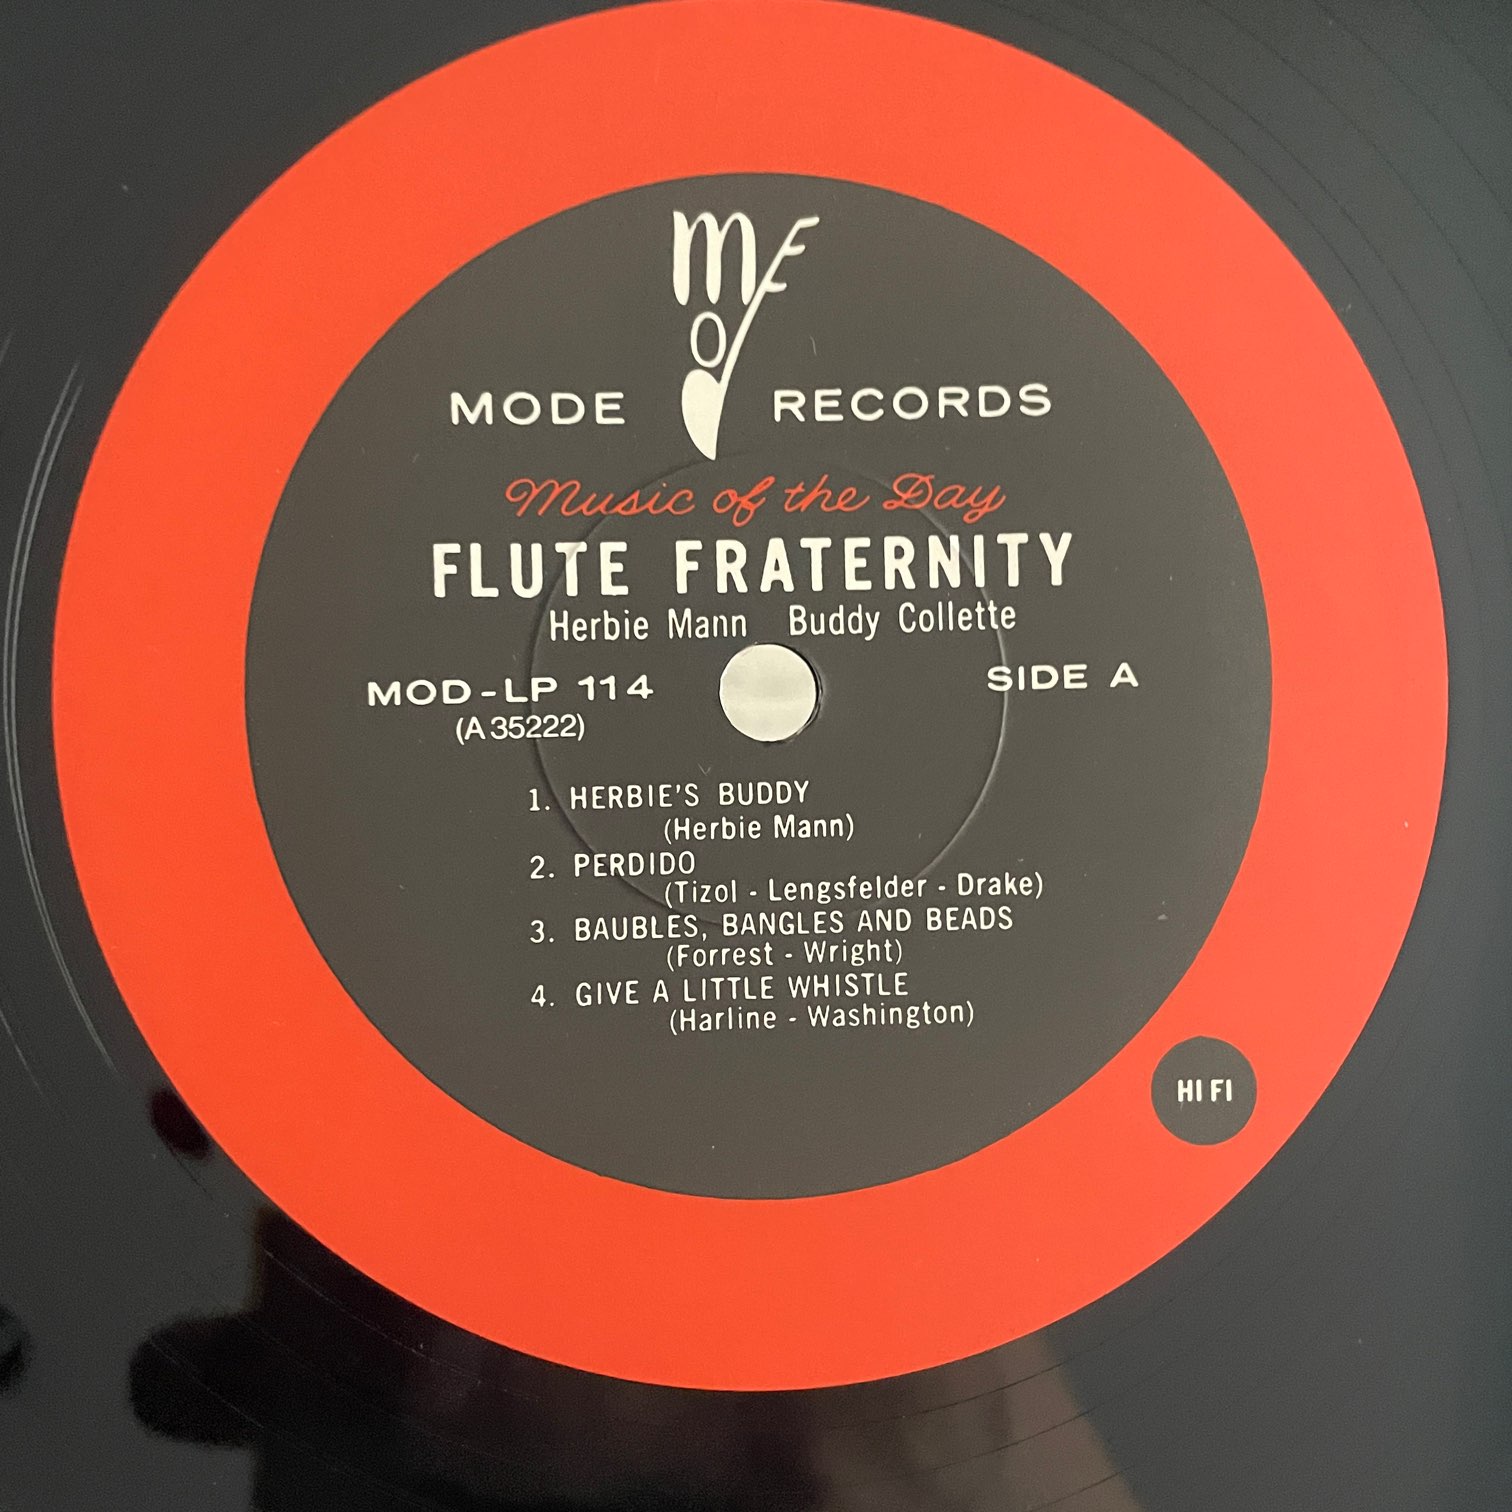 MODE
MODE RECORDS
Music of the Day
FLUTE FRATERNITY
Herbie Mann Buddy Collette
MOD-LP 114 SIDE A
(A 35222)
1. HERBIE'S BUDDY
(Herbie Mann)
2. PERDIDO
(Tizol - Lengsfelder - Drake)
3. BAUBLES, BANGLES AND BEADS
(Forrest - Wright)
4. GIVE A LITTLE WHISTLE
(Harline - Washington)
HI FI